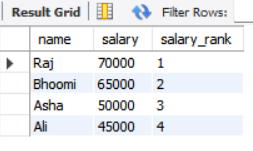 Result Grid Filter Rows:
name salary salary_rank
Raj 70000 1
Bhoomi 65000 2
Asha 50000 3
Ali 45000 4